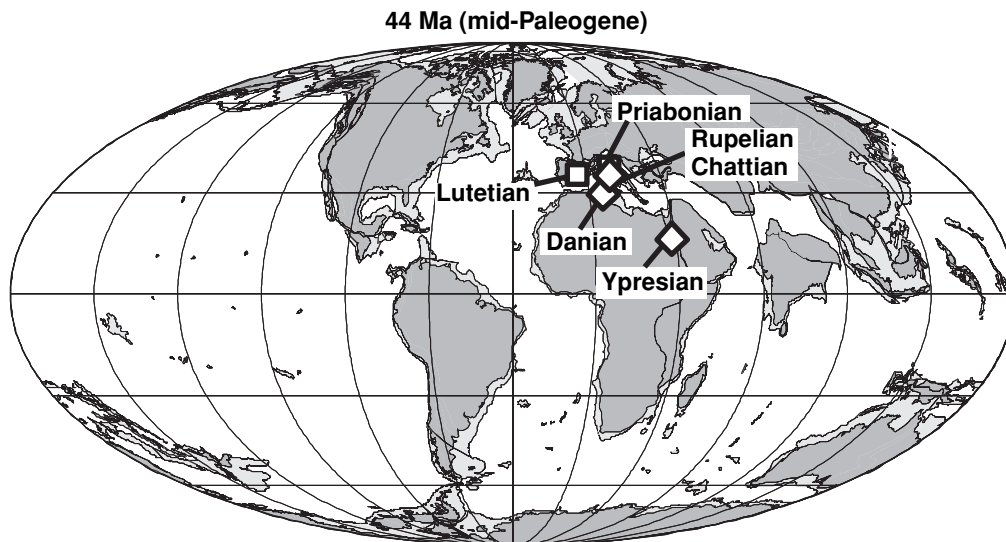 44 Ma (mid-Paleogene)
Priabonian
Rupelian
Chattian
Lutetian
Danian
Ypresian